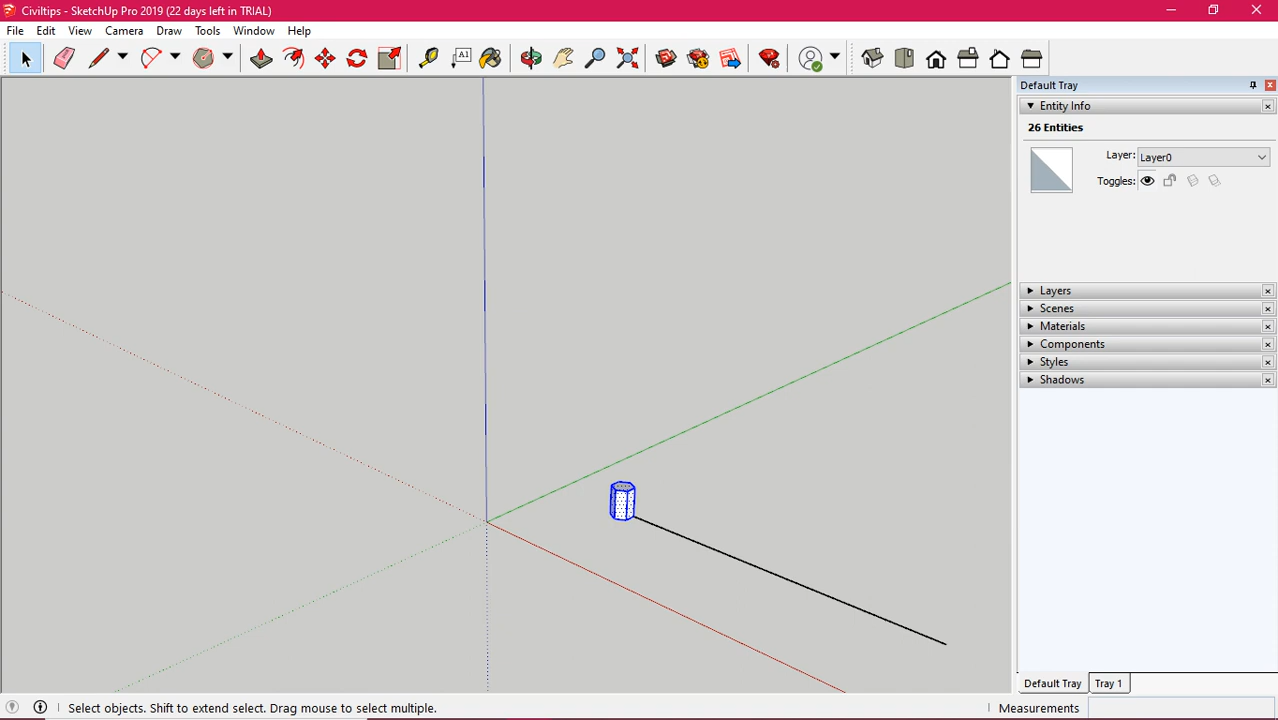 Civiltips - SketchUp Pro 2019 (22 days left in TRIAL)
File Edit View Camera Draw Tools Window Help
A1
Default Tray
Entity Info
26 Entities
Layer: Layer0
Toggles:
Layers
Scenes
Materials
Components
Styles
Shadows
Default Tray Tray 1
Select objects. Shift to extend select. Drag mouse to select multiple. Measurements